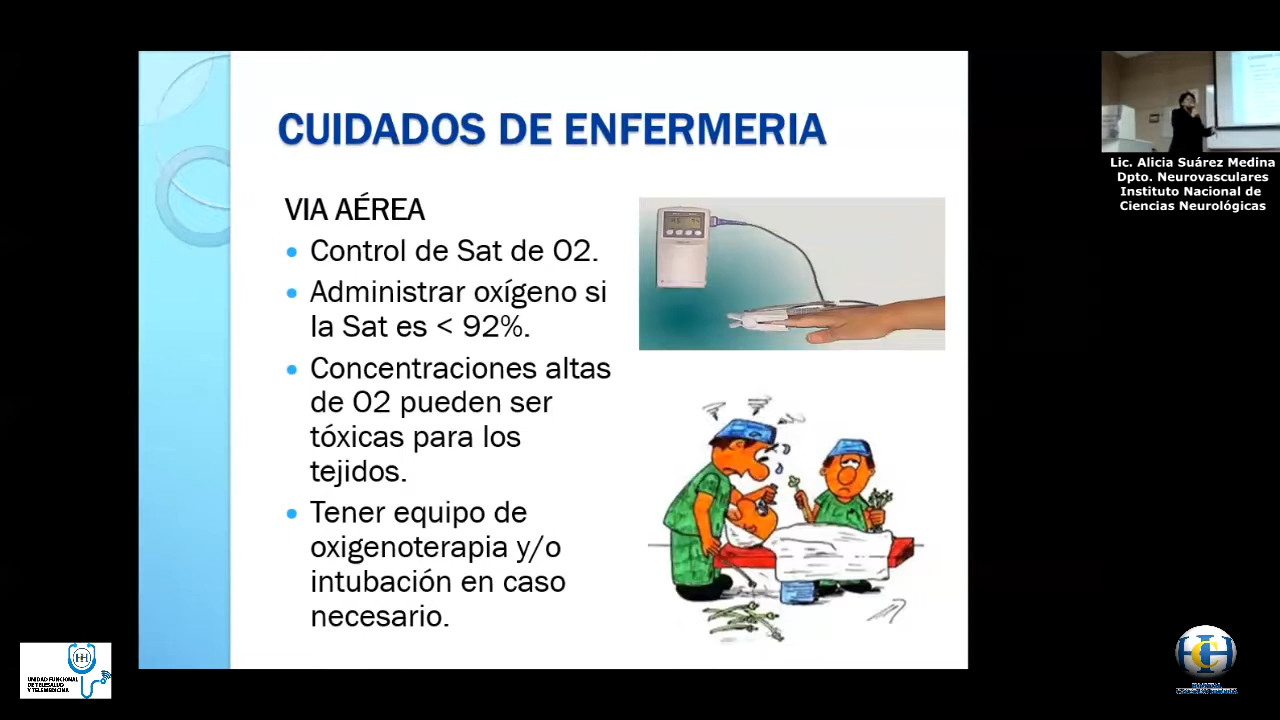 CUIDADOS DE ENFERMERIA
VIA AÉREA
Control de Sat de O2.
Administrar oxígeno si
la Sat es < 92%.
Concentraciones altas
de O2 pueden ser
tóxicas para los
tejidos.
Tener equipo de
oxigenoterapia y/o
intubación en caso
necesario.
Lic. Alicia Suárez Medina
Dpto. Neurovasculares
Instituto Nacional de
Ciencias Neurológicas
UNIDAD FUNCIONAL
DE TELESALUD
Y TELEMEDICINA